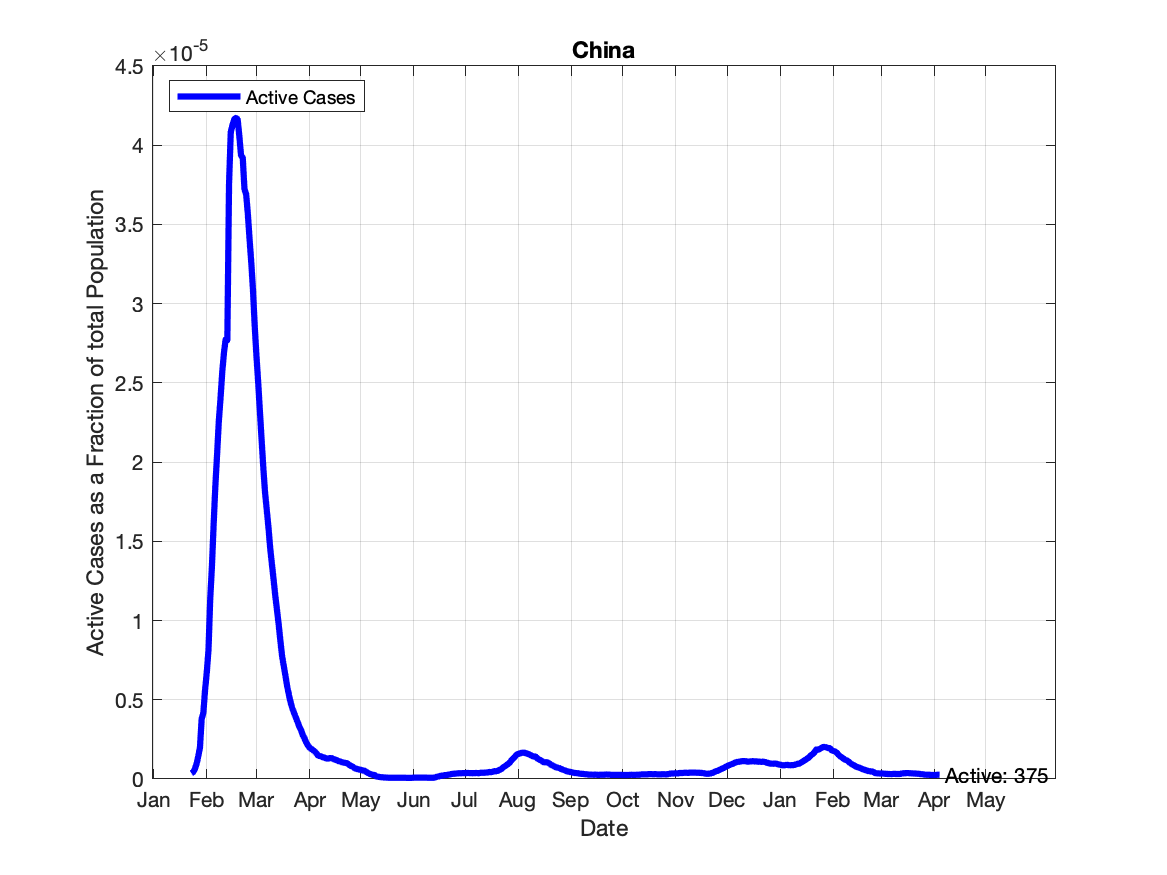 China
×10-5
4.5
4
3.5
3
2.5
2
1.5
1
0.5
0
Active Cases
Active Cases as a Fraction of total Population
Active: 375
Jan Feb Mar Apr May Jun Jul Aug Sep Oct Nov Dec Jan Feb Mar Apr May
Date